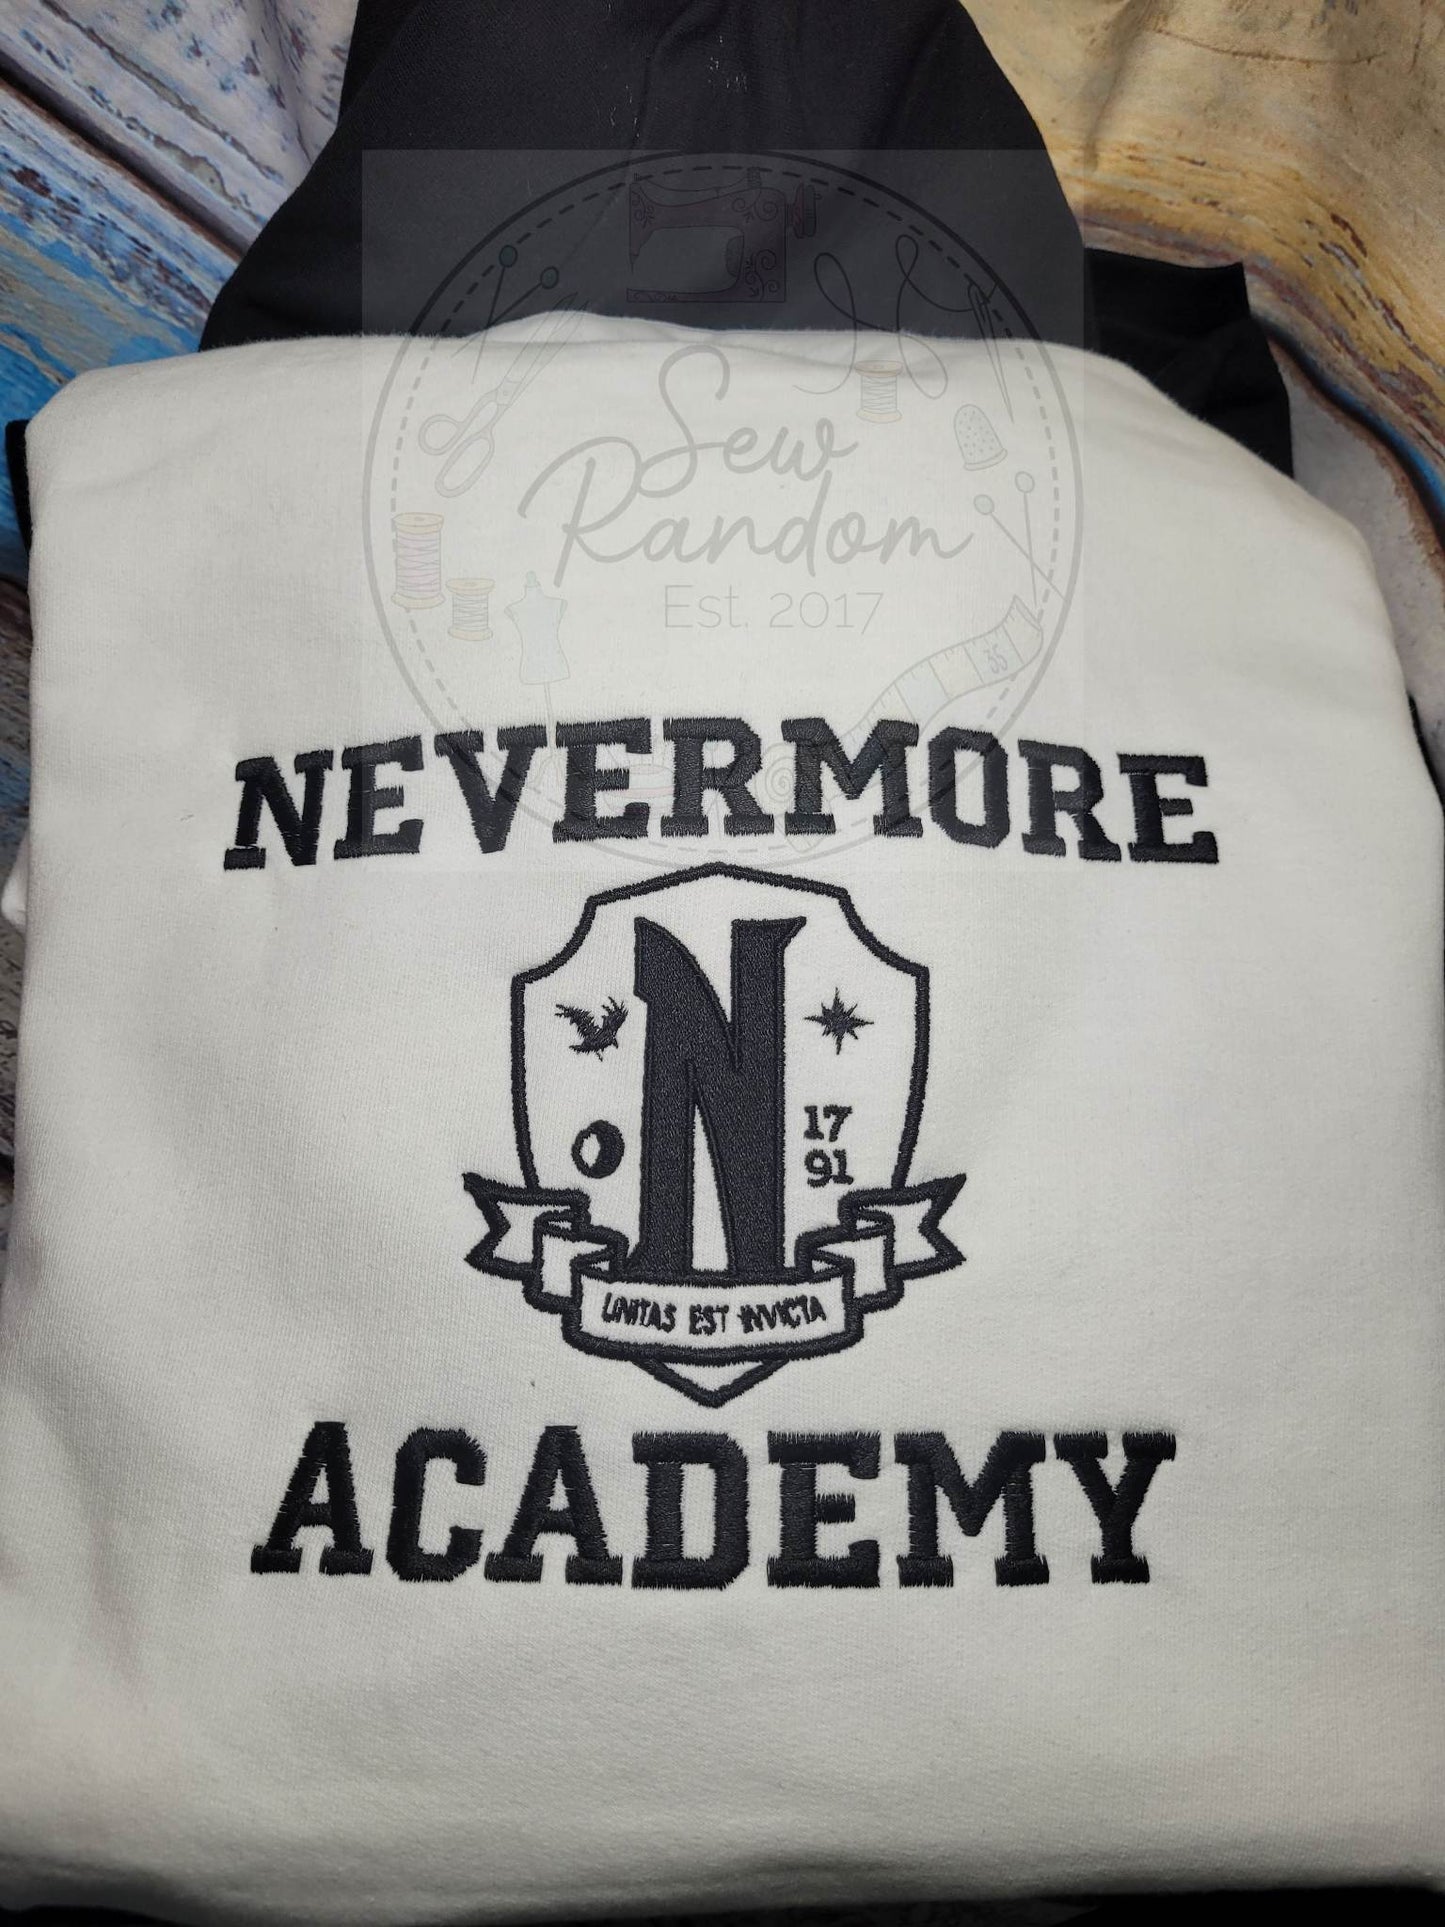 Sew
Random
Est. 2017
35
NEVERMORE
N
17
91
UNITAS EST INVICTA
ACADEMY